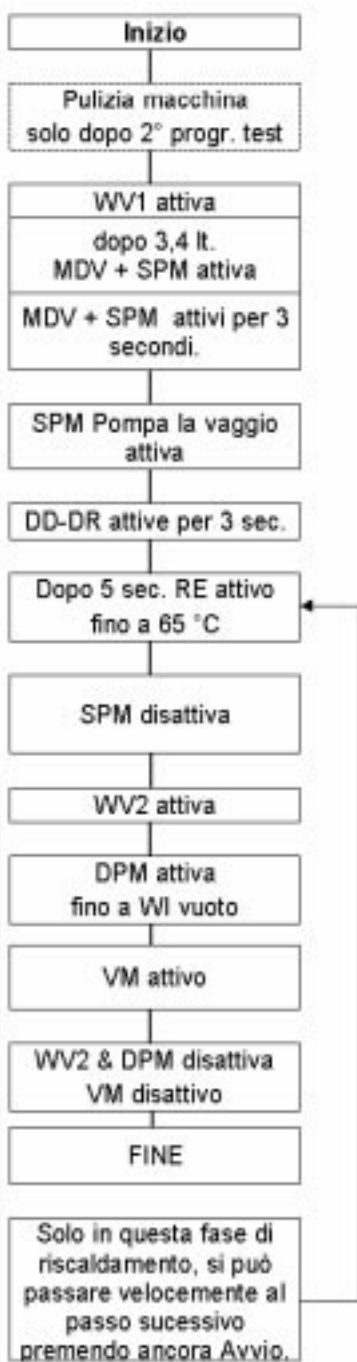 Inizio
Pulizia macchina
solo dopo 2° progr. test
WV1 attiva
dopo 3,4 lt.
MDV + SPM attiva
MDV + SPM attivi per 3
secondi.
SPM Pompa la vaggio
attiva
DD-DR attive per 3 sec.
Dopo 5 sec. RE attivo
fino a 65 °C
SPM disattiva
WV2 attiva
DPM attiva
fino a WI vuoto
VM attivo
WV2 & DPM disattiva
VM disattivo
FINE
Solo in questa fase di
riscaldamento, si può
passare velocemente al
passo sucessivo
premendo ancora Avvio.